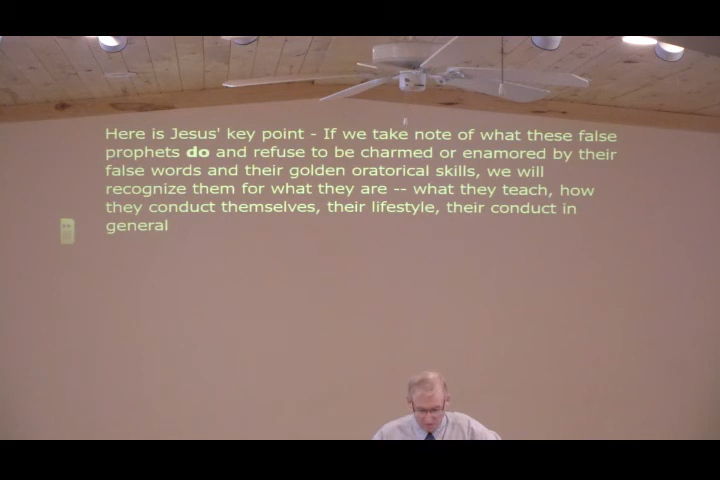 Here is Jesus' key point - If we take note of what these false
prophets do and refuse to be charmed or enamored by their
false words and their golden oratorical skills, we will
recognize them for what they are -- what they teach, how
they conduct themselves, their lifestyle, their conduct in
general